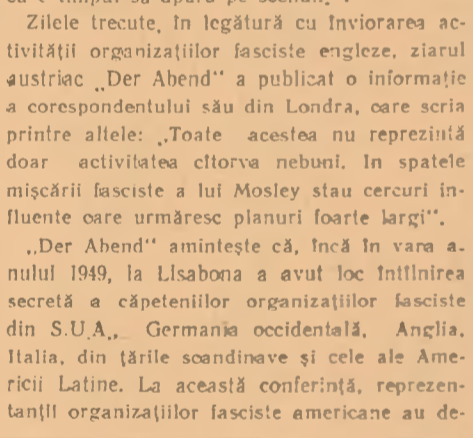 Zilele trecute, în legătură cu înviorarea ac-
tivității organizațiilor fasciste engleze, ziarul
austriac „Der Abend" a publicat o informație
a corespondentului său din Londra, care scria
printre altele: „Toate acestea nu reprezintă
doar activitatea cîtorva nebuni. In spatele
mișcării fasciste a lui Mosley stau cercuri in-
fluente care urmăresc planuri foarte largi".
„Der Abend" amintește că, încă în vara a-
nului 1949, la Lisabona a avut loc întîlnirea
secretă a căpeteniilor organizațiilor fasciste
din S.U.A., Germania occidentală, Anglia,
Italia, din țările scandinave și cele ale Ame-
ricii Latine. La această conferință, reprezen-
tanții organizațiilor fasciste americane au de-